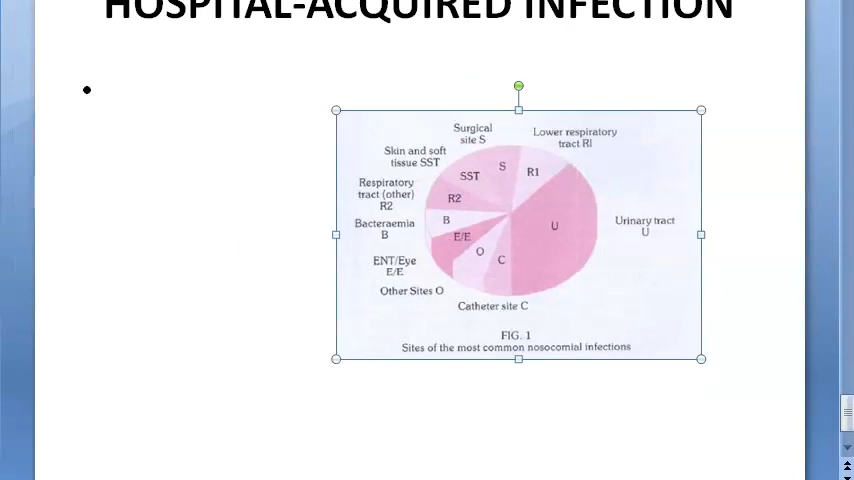 HOSPITAL-ACQUIRED INFECTION
Surgical
site S
Lower respiratory
tract RI
Skin and soft
tissue SST
Respiratory
tract (other)
R2
Bacteraemia
B
ENT/Eye
E/E
Other Sites O
Catheter site C
Urinary tract
U
S
R1
SST
R2
B
E/E
O
C
U
FIG. 1
Sites of the most common nosocomial infections